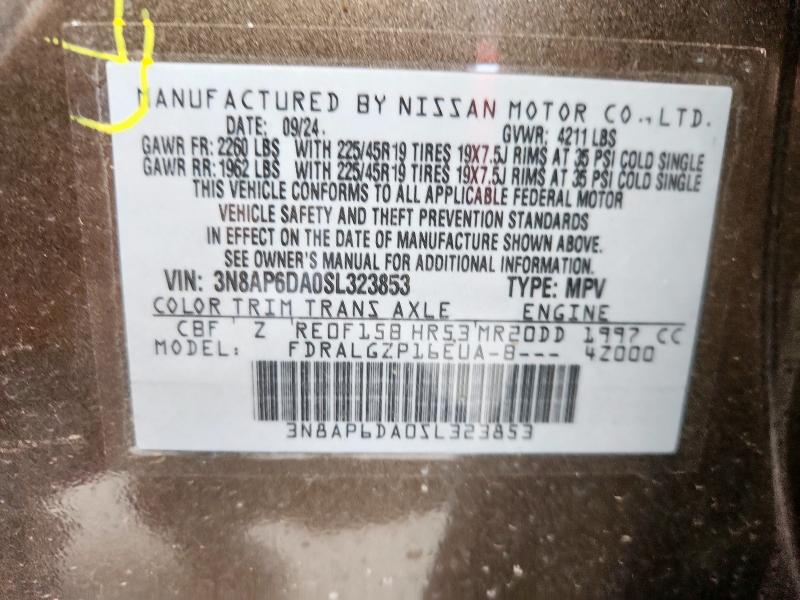 MANUFACTURED BY NISSAN MOTOR CO., LTD.
DATE: 09/24. GVWR: 4211 LBS
GAWR FR: 2260 LBS WITH 225/45R19 TIRES 19X7.5J RIMS AT 35 PSI COLD SINGLE
GAWR RR: 1962 LBS WITH 225/45R19 TIRES 19X7.5J RIMS AT 35 PSI COLD SINGLE
THIS VEHICLE CONFORMS TO ALL APPLICABLE FEDERAL MOTOR
VEHICLE SAFETY AND THEFT PREVENTION STANDARDS
IN EFFECT ON THE DATE OF MANUFACTURE SHOWN ABOVE.
SEE OWNER'S MANUAL FOR ADDITIONAL INFORMATION.
VIN: 3N8AP6DA0SL323853 TYPE: MPV
COLOR TRIM TRANS AXLE ENGINE
CBF Z RE0F15B HR53 MR20DD 1997 CC
MODEL: FDRALGZP16EUA-B--- 4Z000
3N8AP6DA0SL323853